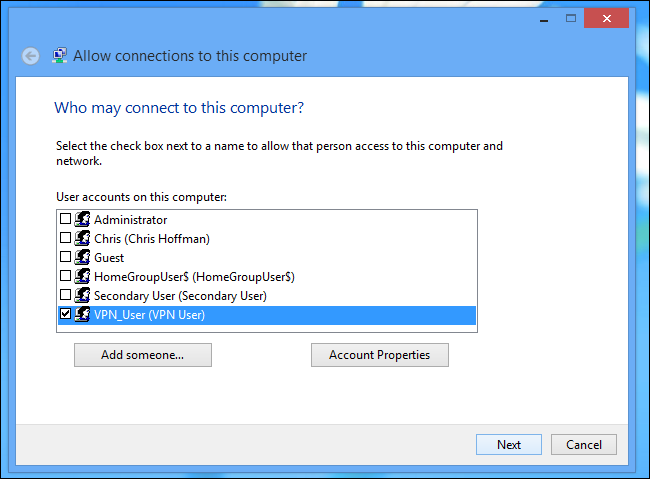 Allow connections to this computer
Who may connect to this computer?
Select the check box next to a name to allow that person access to this computer and
network.
User accounts on this computer:
Administrator
Chris (Chris Hoffman)
Guest
HomeGroupUser$ (HomeGroupUser$)
Secondary User (Secondary User)
VPN_User (VPN User)
Add someone...
Account Properties
Next
Cancel